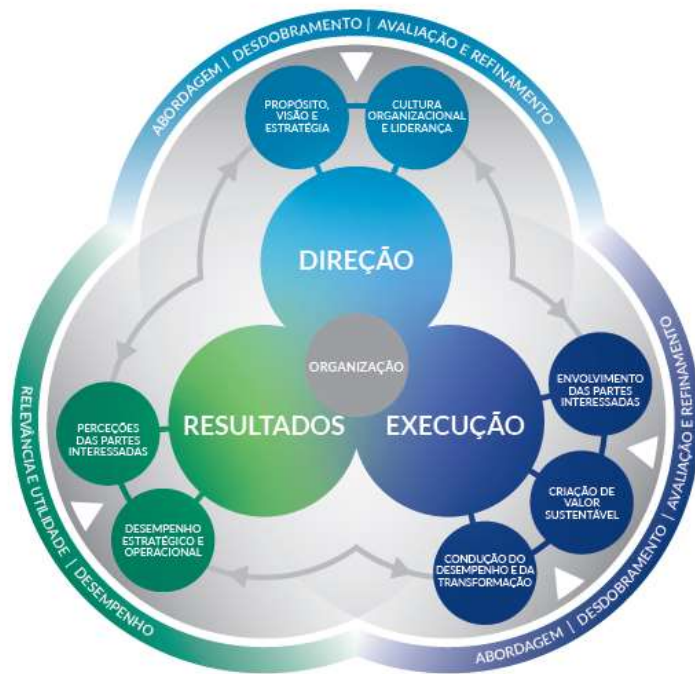 ABORDAGEM | DESDOBRAMENTO | AVALIAÇÃO E REFINAMENTO
PROPÓSITO,
VISÃO E
ESTRATÉGIA
CULTURA
ORGANIZACIONAL
E LIDERANÇA
DIREÇÃO
ORGANIZAÇÃO
RESULTADOS
EXECUÇÃO
PERCEÇÕES
DAS PARTES
INTERESSADAS
DESEMPENHO
ESTRATÉGICO E
OPERACIONAL
ENVOLVIMENTO
DAS PARTES
INTERESSADAS
CRIAÇÃO DE
VALOR
SUSTENTÁVEL
CONDUÇÃO DO
DESEMPENHO E DA
TRANSFORMAÇÃO
RELEVÂNCIA E UTILIDADE | DESEMPENHO
ABORDAGEM | DESDOBRAMENTO | AVALIAÇÃO E REFINAMENTO